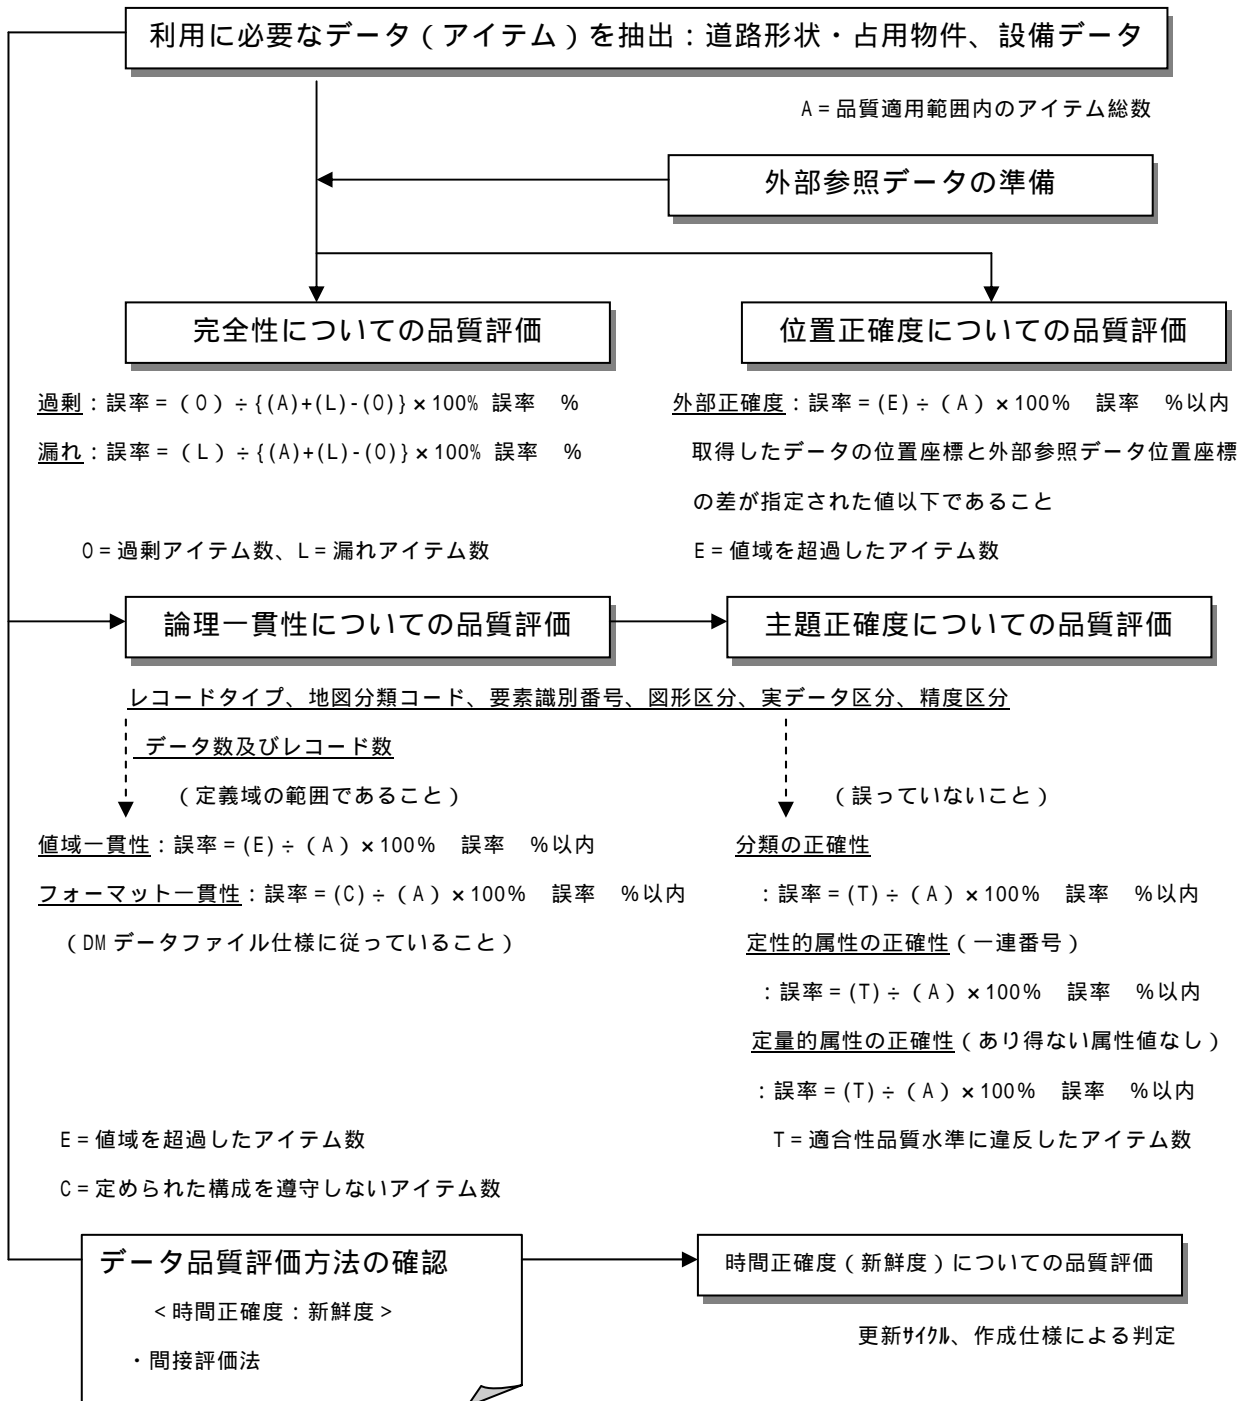 利用に必要なデータ（アイテム）を抽出：道路形状・占用物件、設備データ
A＝品質適用範囲内のアイテム総数
外部参照データの準備
完全性についての品質評価
過剰：誤率＝（O）÷{(A)+(L)-(O)}×100% 誤率　%
漏れ：誤率＝（L）÷{(A)+(L)-(O)}×100% 誤率　%
O＝過剰アイテム数、L＝漏れアイテム数
位置正確度についての品質評価
外部正確度：誤率＝(E)÷（A）×100%　誤率　%以内
取得したデータの位置座標と外部参照データ位置座標
の差が指定された値以下であること
E＝値域を超過したアイテム数
論理一貫性についての品質評価
主題正確度についての品質評価
レコードタイプ、地図分類コード、要素識別番号、図形区分、実データ区分、精度区分
データ数及びレコード数
（定義域の範囲であること）
値域一貫性：誤率＝(E)÷（A）×100%　誤率　%以内
フォーマット一貫性：誤率＝(C)÷（A）×100%　誤率　%以内
（DMデータファイル仕様に従っていること）
E＝値域を超過したアイテム数
C＝定められた構成を遵守しないアイテム数
（誤っていないこと）
分類の正確性
：誤率＝(T)÷（A）×100%　誤率　%以内
定性的属性の正確性（一連番号）
：誤率＝(T)÷（A）×100%　誤率　%以内
定量的属性の正確性（あり得ない属性値なし）
：誤率＝(T)÷（A）×100%　誤率　%以内
T＝適合性品質水準に違反したアイテム数
データ品質評価方法の確認
＜時間正確度：新鮮度＞
・間接評価法
時間正確度（新鮮度）についての品質評価
更新ｻｲｸﾙ、作成仕様による判定